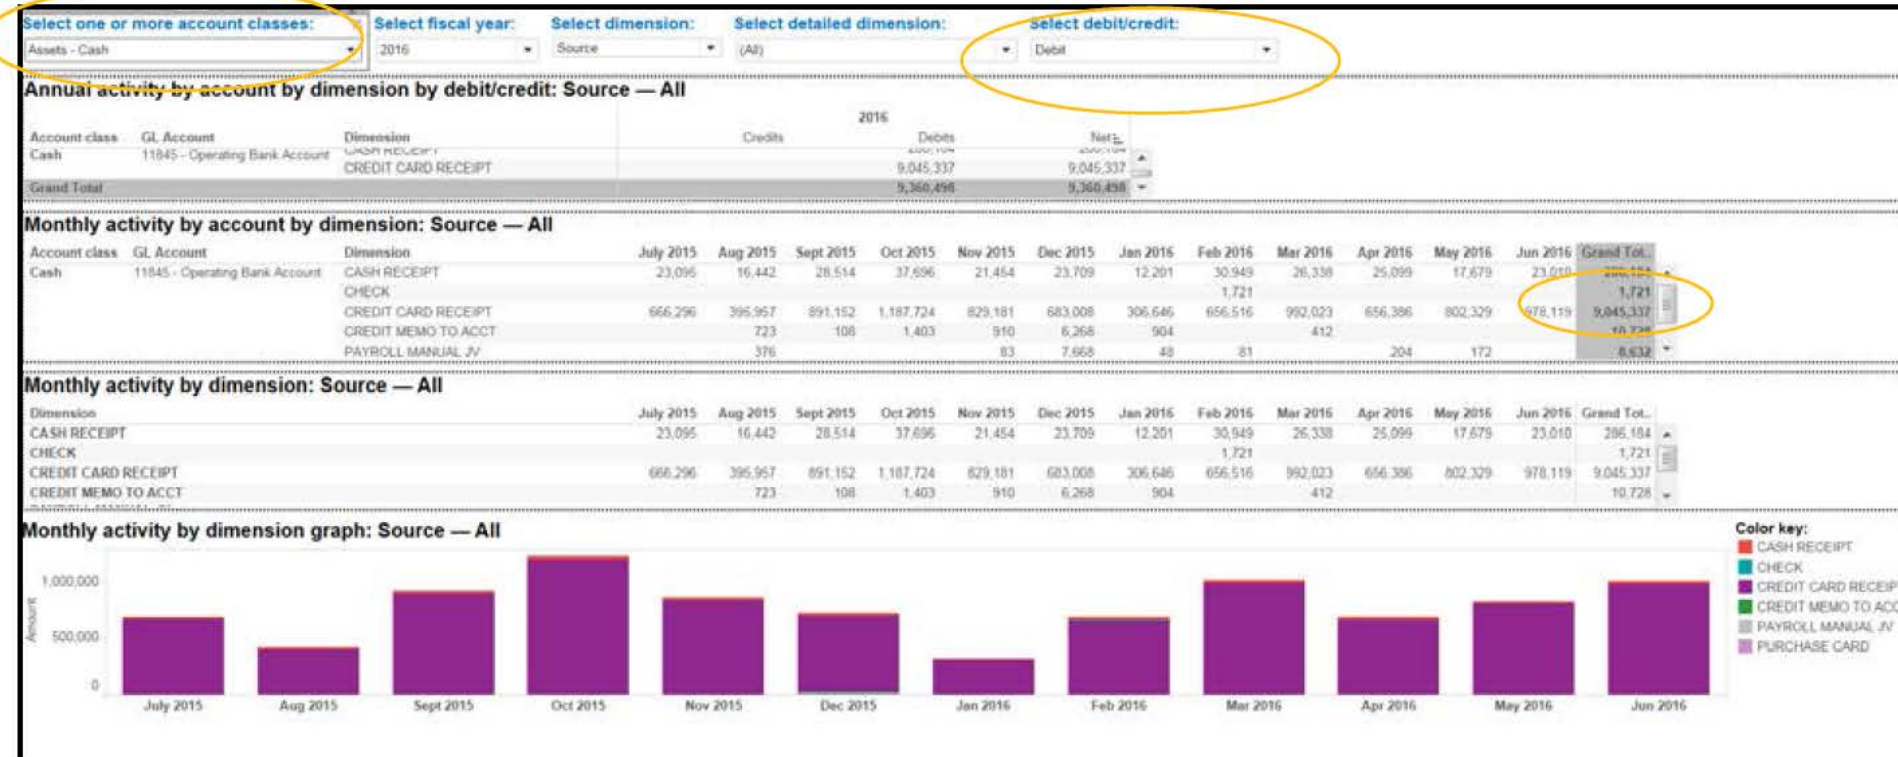 Select one or more account classes: Select fiscal year: Select dimension: Select detailed dimension: Select debit/credit:
Assets - Cash 2016 Source (All) Debit
Annual activity by account by dimension by debit/credit: Source — All
2016
Account class GL Account Dimension Credits Debits Net
Cash 11845 - Operating Bank Account CASH RECEIPT
CREDIT CARD RECEIPT 9,045,337 9,045,337
Grand Total 9,360,498 9,360,498
Monthly activity by account by dimension: Source — All
Account class GL Account Dimension July 2015 Aug 2015 Sept 2015 Oct 2015 Nov 2015 Dec 2015 Jan 2016 Feb 2016 Mar 2016 Apr 2016 May 2016 Jun 2016 Grand Tot..
Cash 11845 - Operating Bank Account CASH RECEIPT 23,095 16,442 28,514 37,696 21,454 23,709 12,201 30,949 26,338 25,099 17,679 23,010 286,184
CHECK 1,721 1,721
CREDIT CARD RECEIPT 666,296 395,957 891,152 1,187,724 829,181 683,008 306,646 656,516 992,023 656,386 802,329 978,119 9,045,337
CREDIT MEMO TO ACCT 723 108 1,403 910 6,268 904 412 10,728
PAYROLL MANUAL JV 376 83 7,668 48 81 204 172 8,632
Monthly activity by dimension: Source — All
Dimension July 2015 Aug 2015 Sept 2015 Oct 2015 Nov 2015 Dec 2015 Jan 2016 Feb 2016 Mar 2016 Apr 2016 May 2016 Jun 2016 Grand Tot..
CASH RECEIPT 23,095 16,442 28,514 37,696 21,454 23,709 12,201 30,949 26,338 25,099 17,679 23,010 286,184
CHECK 1,721 1,721
CREDIT CARD RECEIPT 666,296 395,957 891,152 1,187,724 829,181 683,008 306,646 656,516 992,023 656,386 802,329 978,119 9,045,337
CREDIT MEMO TO ACCT 723 108 1,403 910 6,268 904 412 10,728
Monthly activity by dimension graph: Source — All
Color key:
CASH RECEIPT
CHECK
CREDIT CARD RECEIP
CREDIT MEMO TO ACC
PAYROLL MANUAL JV
PURCHASE CARD
Amount
1,000,000
500,000
0
July 2015 Aug 2015 Sept 2015 Oct 2015 Nov 2015 Dec 2015 Jan 2016 Feb 2016 Mar 2016 Apr 2016 May 2016 Jun 2016